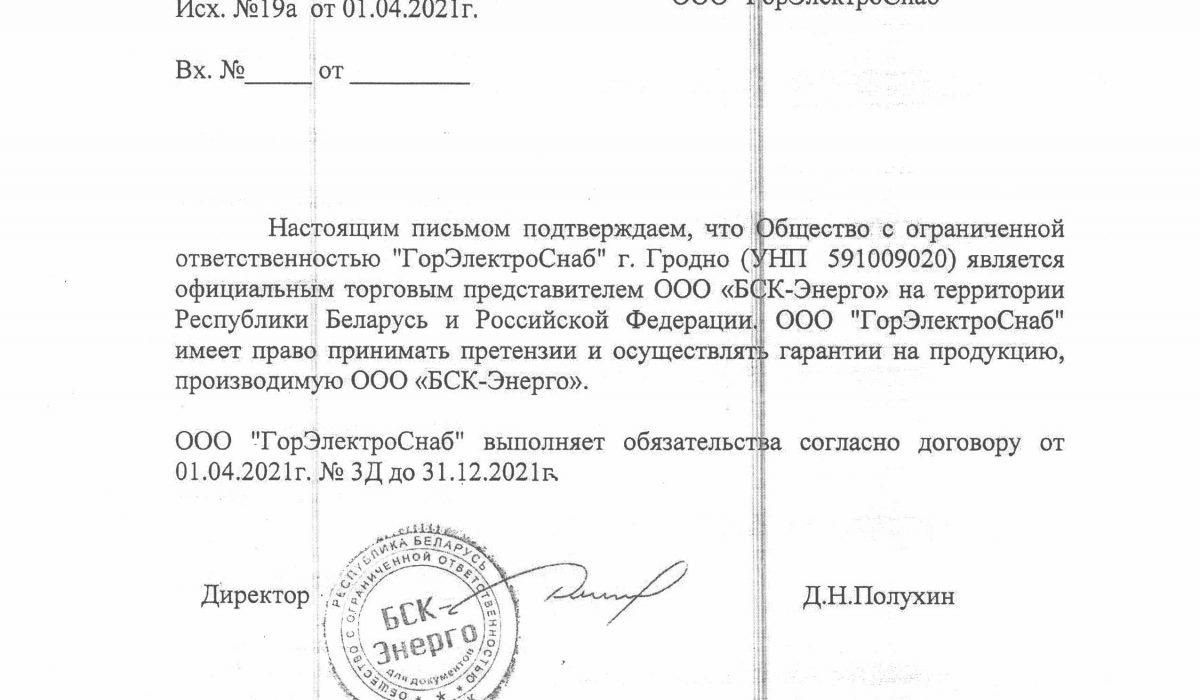 Исх. №19а от 01.04.2021г.
ООО "ГорЭлектроСнаб"
Вх. №_____ от _________
Настоящим письмом подтверждаем, что Общество с ограниченной
ответственностью "ГорЭлектроСнаб" г. Гродно (УНП 591009020) является
официальным торговым представителем ООО «БСК-Энерго» на территории
Республики Беларусь и Российской Федерации. ООО "ГорЭлектроСнаб"
имеет право принимать претензии и осуществлять гарантии на продукцию,
производимую ООО «БСК-Энерго».
ООО "ГорЭлектроСнаб" выполняет обязательства согласно договору от
01.04.2021г. № 3Д до 31.12.2021г.
Директор
Д.Н.Полухин
РЕСПУБЛИКА БЕЛАРУСЬ
ОБЩЕСТВО С ОГРАНИЧЕННОЙ ОТВЕТСТВЕННОСТЬЮ
БСК-
Энерго
для документов